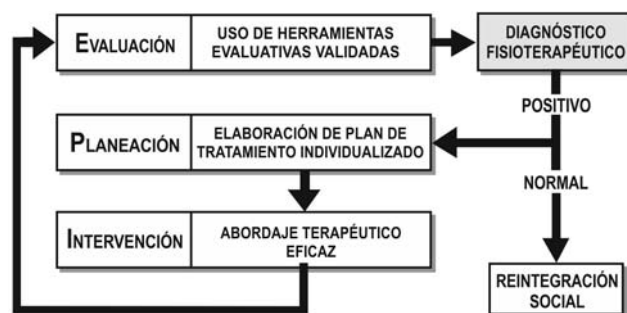 EVALUACIÓN
USO DE HERRAMIENTAS
EVALUATIVAS VALIDADAS
DIAGNÓSTICO
FISIOTERAPÉUTICO
POSITIVO
PLANEACIÓN
ELABORACIÓN DE PLAN DE
TRATAMIENTO INDIVIDUALIZADO
NORMAL
INTERVENCIÓN
ABORDAJE TERAPÉUTICO
EFICAZ
REINTEGRACIÓN
SOCIAL